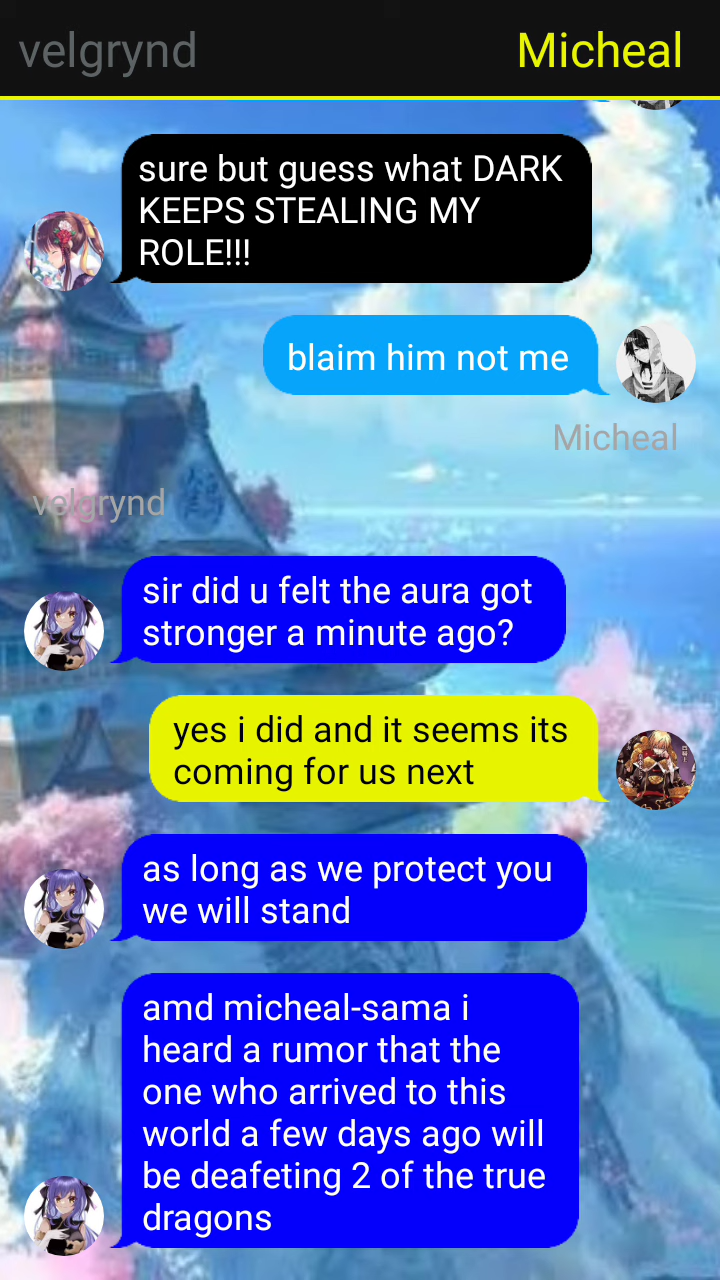 velgrynd
Micheal
sure but guess what DARK
KEEPS STEALING MY
ROLE!!!
blaim him not me
Micheal
velgrynd
sir did u felt the aura got
stronger a minute ago?
yes i did and it seems its
coming for us next
as long as we protect you
we will stand
amd micheal-sama i
heard a rumor that the
one who arrived to this
world a few days ago will
be deafeting 2 of the true
dragons